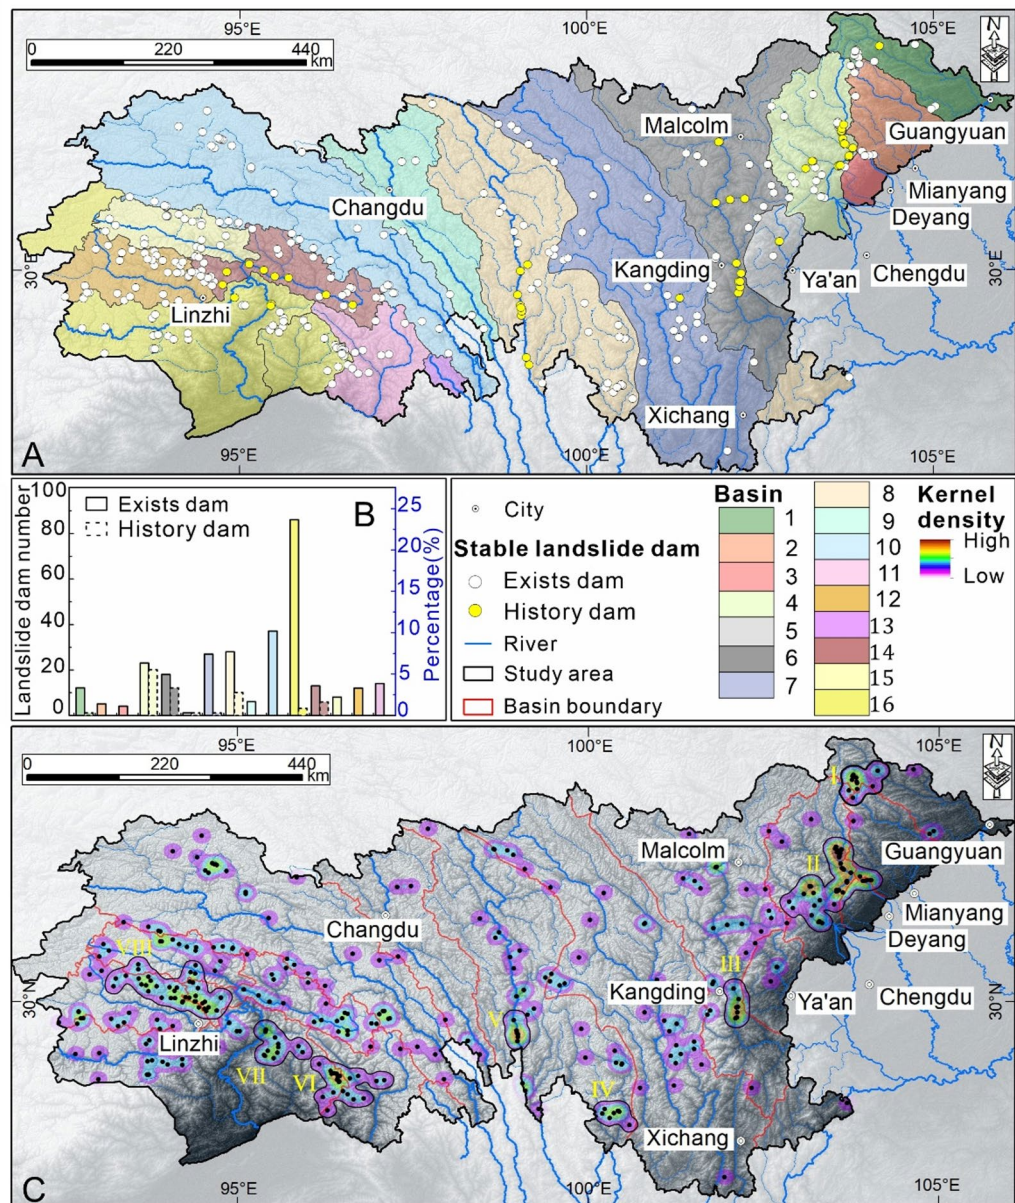 95°E
100°E
105°E
0
220
440
km
N
Malcolm
Guangyuan
Changdu
Mianyang
Deyang
30°E
Kangding
Ya'an
Chengdu
30°E
Linzhi
Xichang
A
95°E
100°E
105°E
Landslide dam number
100
80
60
40
20
0
Exists dam
History dam
B
25
20
15
10
5
0
Percentage(%)
City
Stable landslide dam
Exists dam
History dam
River
Study area
Basin boundary
Basin
1
2
3
4
5
6
7
8
9
10
11
12
13
14
15
16
Kernel
density
High
Low
95°E
100°E
105°E
0
220
440
km
N
I
Malcolm
II
Guangyuan
Changdu
Mianyang
Deyang
VIII
III
30°N
Kangding
Ya'an
Chengdu
30°N
Linzhi
V
VII
VI
IV
Xichang
C
95°E
100°E
105°E